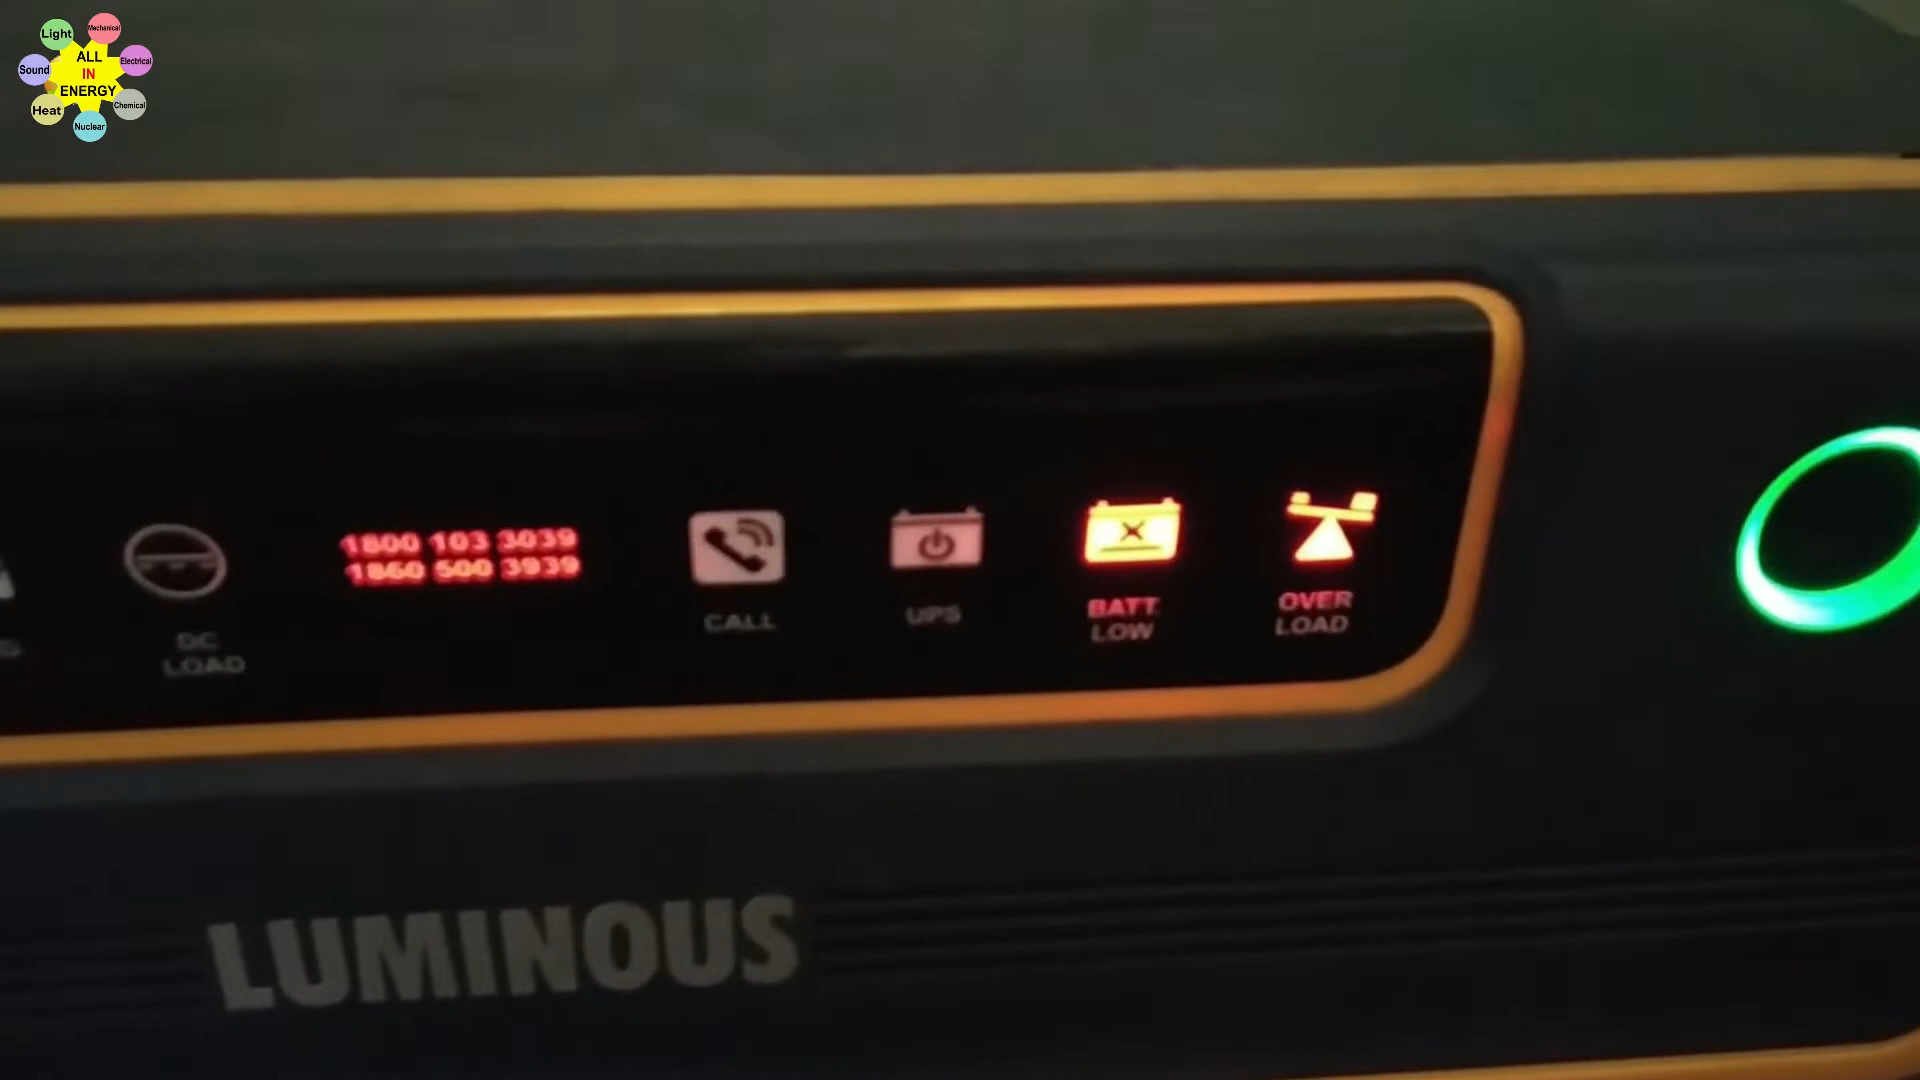 Light
Mechanical
ALL
Electrical
Sound
IN
ENERGY
Chemical
Heat
Nuclear
1800 103 3039
1860 500 3939
CALL
UPS
BATT.
LOW
OVER
LOAD
DC
LOAD
LUMINOUS